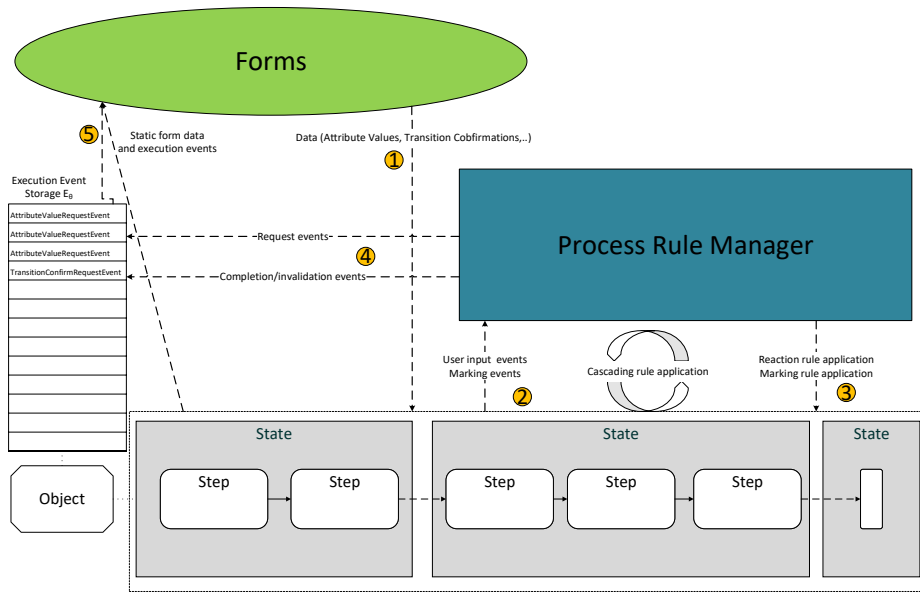 Forms
5
Static form data
and execution events
Data (Attribute Values, Transition Cobfirmations,..)
1
Execution Event
Storage Eθ
AttributeValueRequestEvent
AttributeValueRequestEvent
AttributeValueRequestEvent
TransitionConfirmRequestEvent
Request events
4
Completion/invalidation events
Process Rule Manager
User input events
Marking events
2
Cascading rule application
Reaction rule application
Marking rule application
3
State
State
State
Step
Step
Step
Step
Step
Object